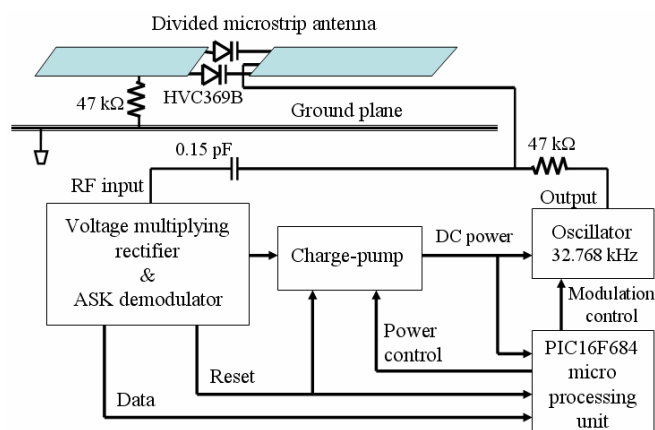 Divided microstrip antenna
HVC369B
47 kΩ
Ground plane
0.15 pF
47 kΩ
RF input
Output
Voltage multiplying
rectifier
&
ASK demodulator
Charge-pump
DC power
Oscillator
32.768 kHz
Modulation
control
Power
control
PIC16F684
micro
processing
unit
Reset
Data